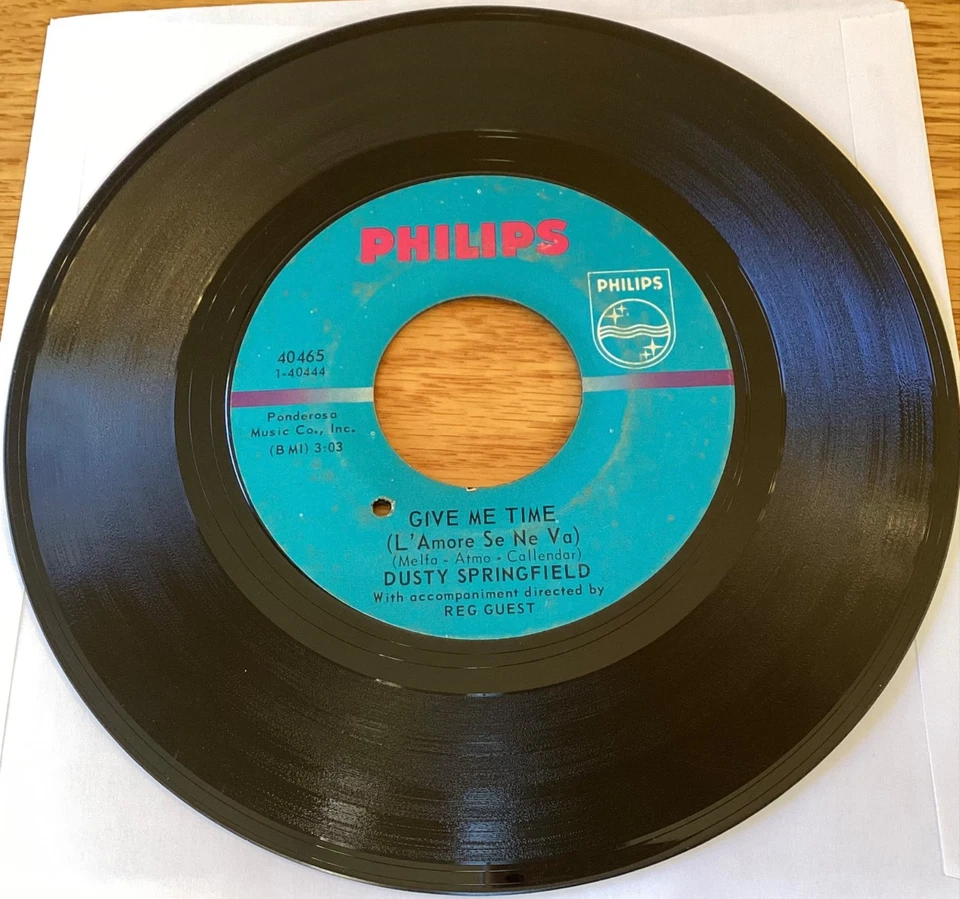 PHILIPS
PHILIPS
40465
1-40444
Ponderosa
Music Co., Inc.
(BMI) 3:03
GIVE ME TIME
(L'Amore Se Ne Va)
(Melfa - Atmo - Callendar)
DUSTY SPRINGFIELD
With accompaniment directed by
REG GUEST